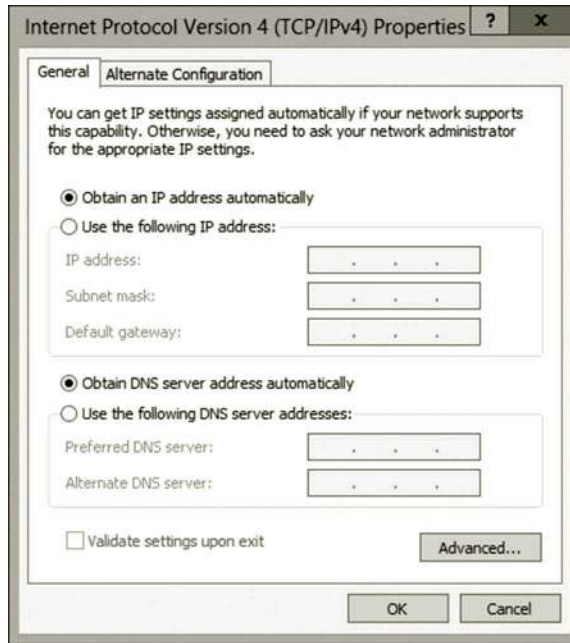 Internet Protocol Version 4 (TCP/IPv4) Properties ? x
General Alternate Configuration
You can get IP settings assigned automatically if your network supports
this capability. Otherwise, you need to ask your network administrator
for the appropriate IP settings.
Obtain an IP address automatically
Use the following IP address:
IP address: . . .
Subnet mask: . . .
Default gateway: . . .
Obtain DNS server address automatically
Use the following DNS server addresses:
Preferred DNS server: . . .
Alternate DNS server: . . .
Validate settings upon exit
Advanced...
OK Cancel